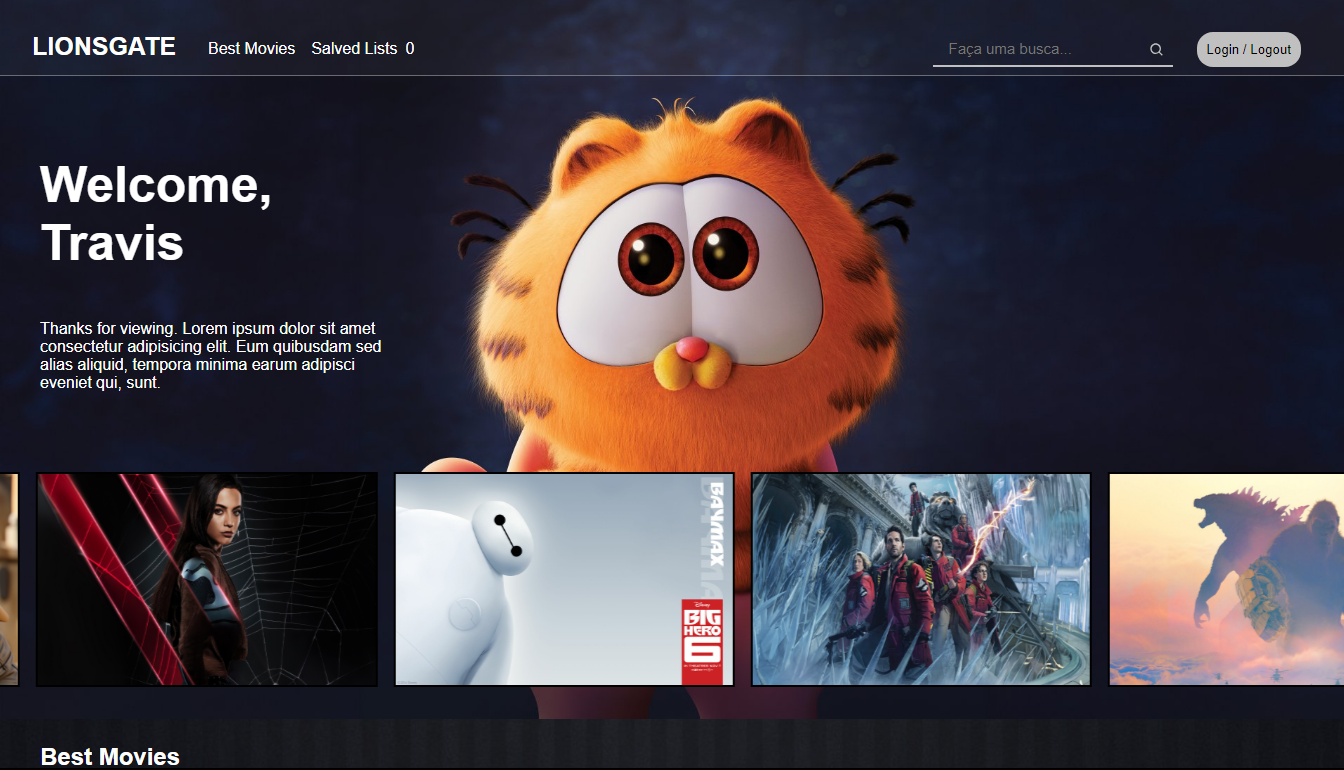 LIONSGATE
Best Movies
Salved Lists 0
Faça uma busca...
Login / Logout
Welcome,
Travis
Thanks for viewing. Lorem ipsum dolor sit amet
consectetur adipisicing elit. Eum quibusdam sed
alias aliquid, tempora minima earum adipisci
eveniet qui, sunt.
BAYMAX
Disney
BIG
HERO
6
Best Movies